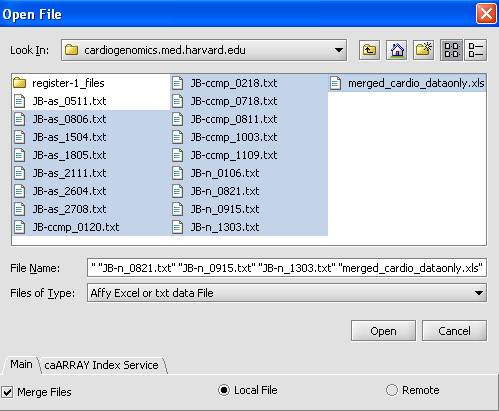 Open File
Look In: cardiogenomics.med.harvard.edu
register-1_files
JB-as_0511.txt
JB-as_0806.txt
JB-as_1504.txt
JB-as_1805.txt
JB-as_2111.txt
JB-as_2604.txt
JB-as_2708.txt
JB-ccmp_0120.txt
JB-ccmp_0218.txt
JB-ccmp_0718.txt
JB-ccmp_0811.txt
JB-ccmp_1003.txt
JB-ccmp_1109.txt
JB-n_0106.txt
JB-n_0821.txt
JB-n_0915.txt
JB-n_1303.txt
merged_cardio_dataonly.xls
File Name: " "JB-n_0821.txt" "JB-n_0915.txt" "JB-n_1303.txt" "merged_cardio_dataonly.xls"
Files of Type: Affy Excel or txt data File
Open Cancel
Main caARRAY Index Service
Merge Files Local File Remote